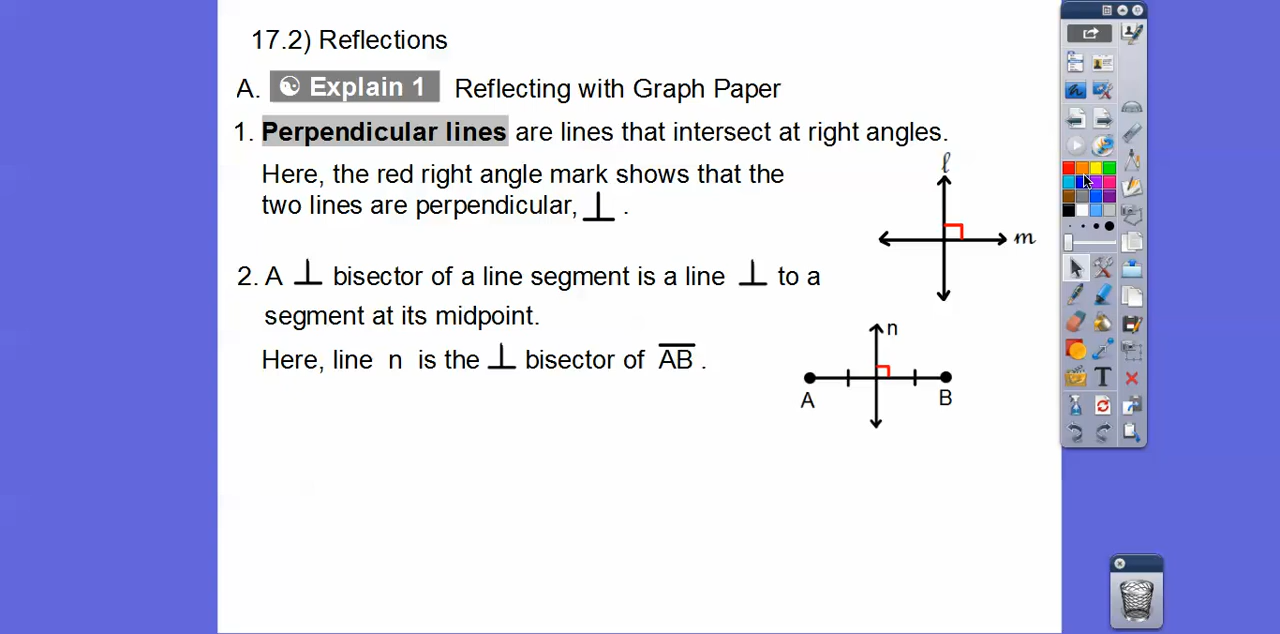 17.2) Reflections
A. Explain 1 Reflecting with Graph Paper
1. Perpendicular lines are lines that intersect at right angles.
Here, the red right angle mark shows that the
two lines are perpendicular, ⊥ .
ℓ
m
2. A ⊥ bisector of a line segment is a line ⊥ to a
segment at its midpoint.
Here, line n is the ⊥ bisector of A̅B̅ .
n
A
B
T